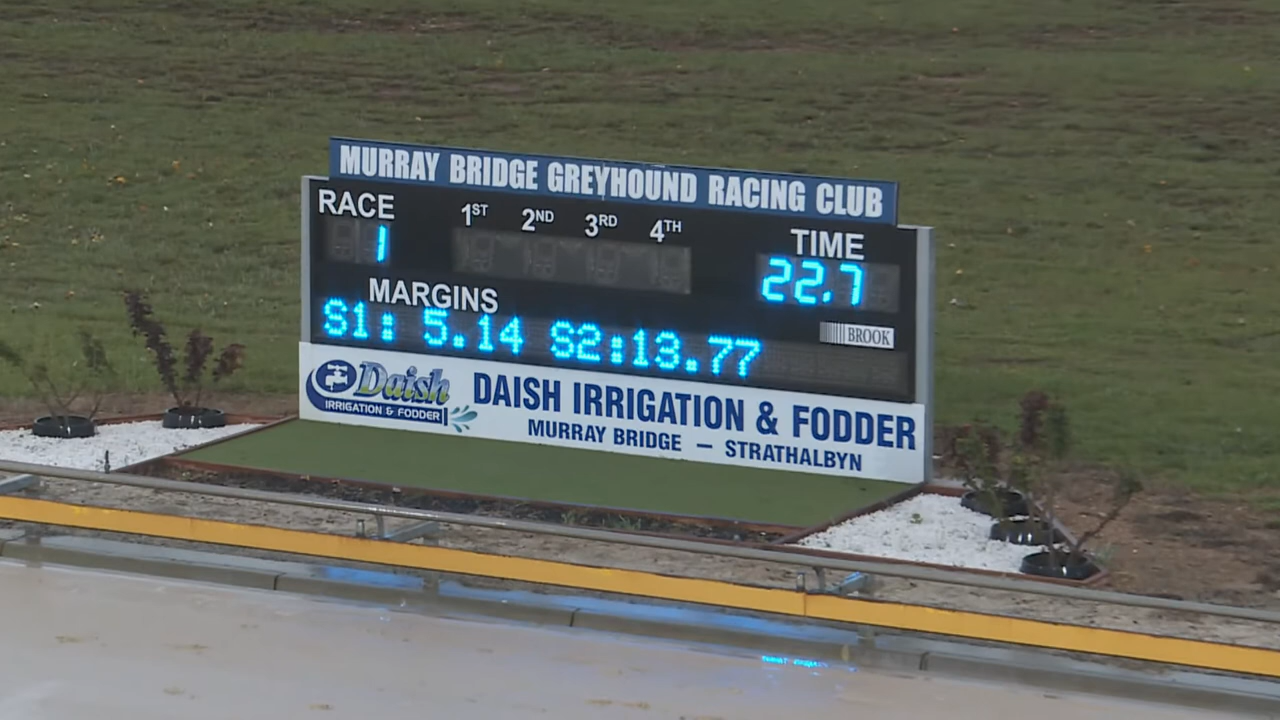 MURRAY BRIDGE GREYHOUND RACING CLUB
RACE 1ST 2ND 3RD 4TH TIME
1 22.7
MARGINS
S1: 5.14 S2:13.77
BROOK
Daish
IRRIGATION & FODDER
DAISH IRRIGATION & FODDER
MURRAY BRIDGE – STRATHALBYN